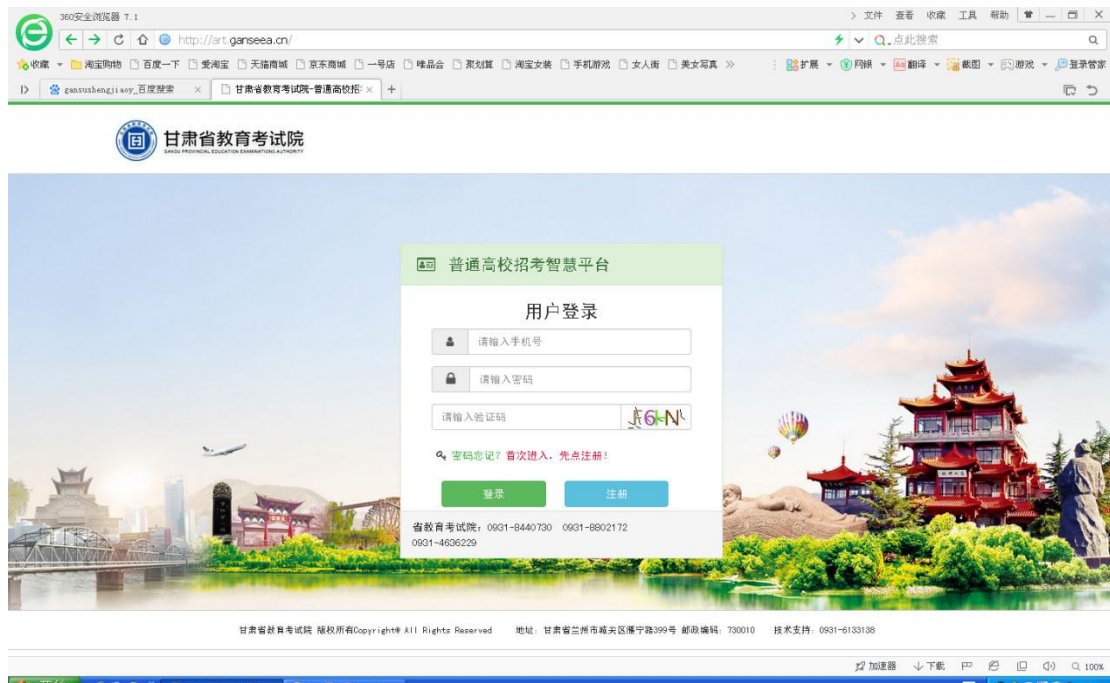 360安全浏览器 7.1
文件 查看 收藏 工具 帮助
http://art.ganseea.cn/
点此搜索
收藏 淘宝购物 百度一下 爱淘宝 天猫商城 京东商城 一号店 唯品会 聚划算 淘宝女装 手机游戏 女人街 美女写真 扩展 网银 翻译 截图 游戏 登录管家
gansushengjiaoy_百度搜索
甘肃省教育考试院-普通高校招
甘肃省教育考试院
GANSU PROVINCIAL EDUCATION EXAMINATIONS AUTHORITY
普通高校招考智慧平台
用户登录
请输入手机号
请输入密码
请输入验证码
密码忘记? 首次进入,先点注册!
登录 注册
省教育考试院: 0931-8440730 0931-8802172
0931-4636229
甘肃省教育考试院 版权所有Copyright® All Rights Reserved 地址: 甘肃省兰州市城关区雁宁路399号 邮政编码: 730010 技术支持: 0931-6133138
加速器 下载 100%